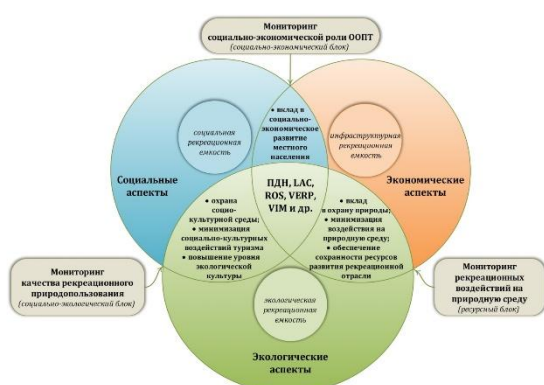 Мониторинг
социально-экономической роли ООПТ
(социально-экономический блок)
социальная
рекреационная
емкость
• вклад в
социально-
экономическое
развитие
местного
населения
инфраструктурная
рекреационная
емкость
Социальные
аспекты
Экономические
аспекты
ПДН, LAC,
ROS, VERP,
VIM и др.
• охрана
социо-
культурной среды;
• минимизация
социально-культурных
воздействий туризма
• повышение уровня
экологической
культуры
• вклад
в охрану природы;
• минимизация
воздействия на
природную среду;
• обеспечение
сохранности ресурсов
развития рекреационной
отрасли
Мониторинг
качества рекреационного
природопользования
(социально-экологический блок)
Мониторинг
рекреационных
воздействий на
природную среду
(ресурсный блок)
экологическая
рекреационная
емкость
Экологические
аспекты